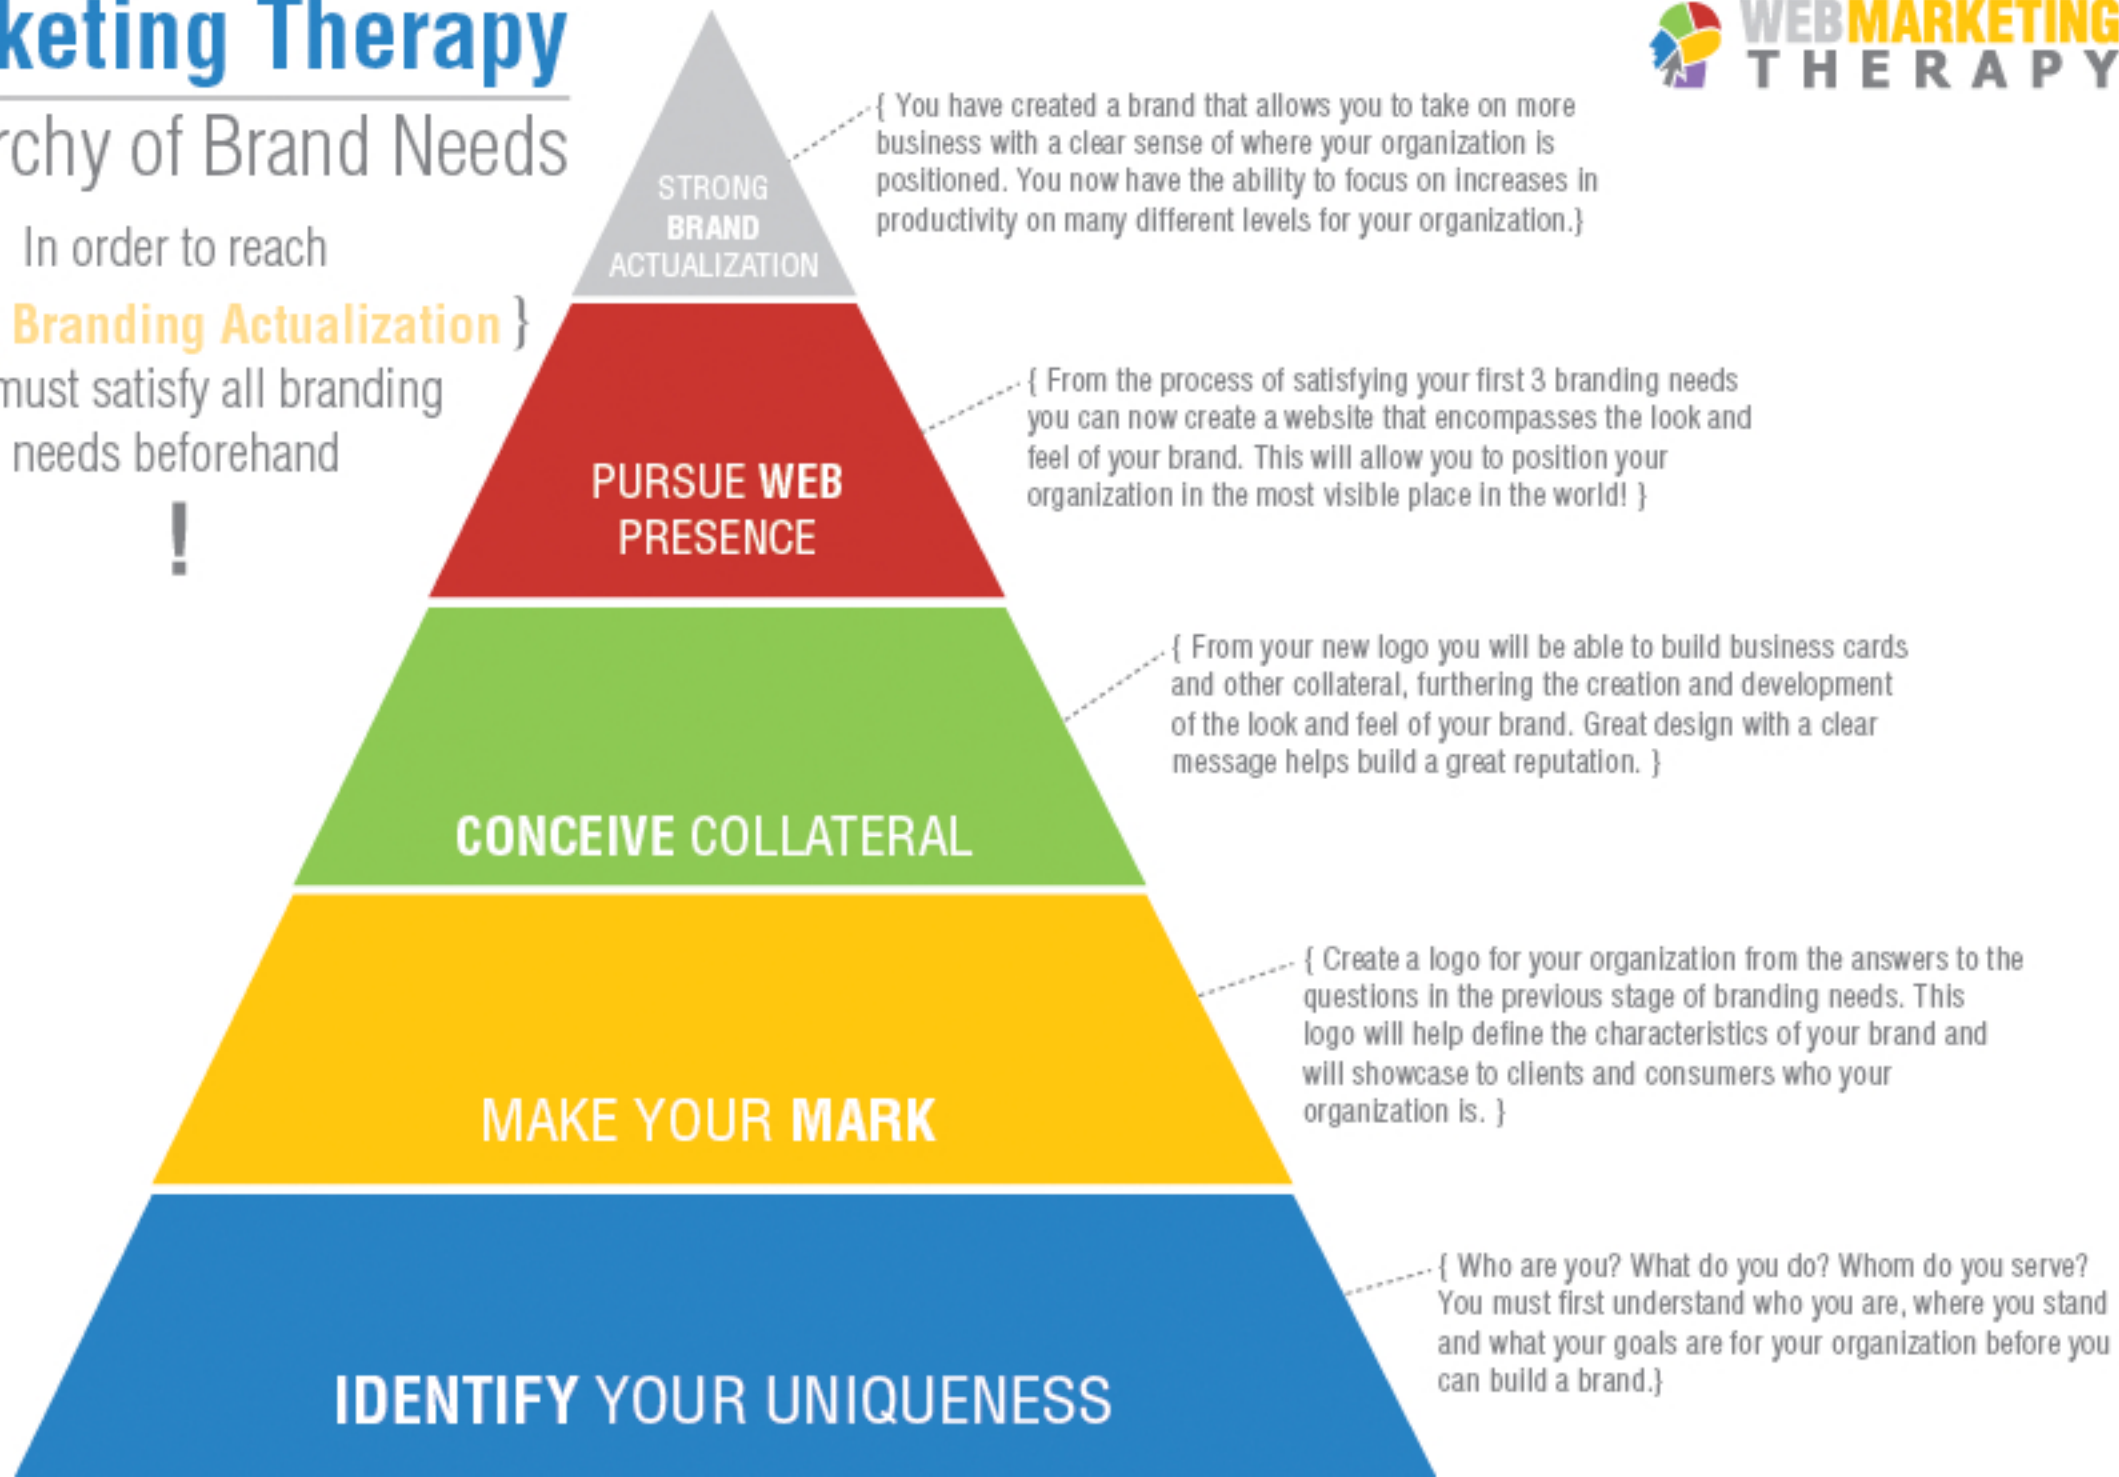 keting Therapy
rchy of Brand Needs
In order to reach
Branding Actualization }
must satisfy all branding
needs beforehand
!
WEBMARKETING
THERAPY
STRONG
BRAND
ACTUALIZATION
{ You have created a brand that allows you to take on more
business with a clear sense of where your organization is
positioned. You now have the ability to focus on increases in
productivity on many different levels for your organization.}
PURSUE WEB
PRESENCE
{ From the process of satisfying your first 3 branding needs
you can now create a website that encompasses the look and
feel of your brand. This will allow you to position your
organization in the most visible place in the world! }
CONCEIVE COLLATERAL
{ From your new logo you will be able to build business cards
and other collateral, furthering the creation and development
of the look and feel of your brand. Great design with a clear
message helps build a great reputation. }
MAKE YOUR MARK
{ Create a logo for your organization from the answers to the
questions in the previous stage of branding needs. This
logo will help define the characteristics of your brand and
will showcase to clients and consumers who your
organization is. }
IDENTIFY YOUR UNIQUENESS
{ Who are you? What do you do? Whom do you serve?
You must first understand who you are, where you stand
and what your goals are for your organization before you
can build a brand.}